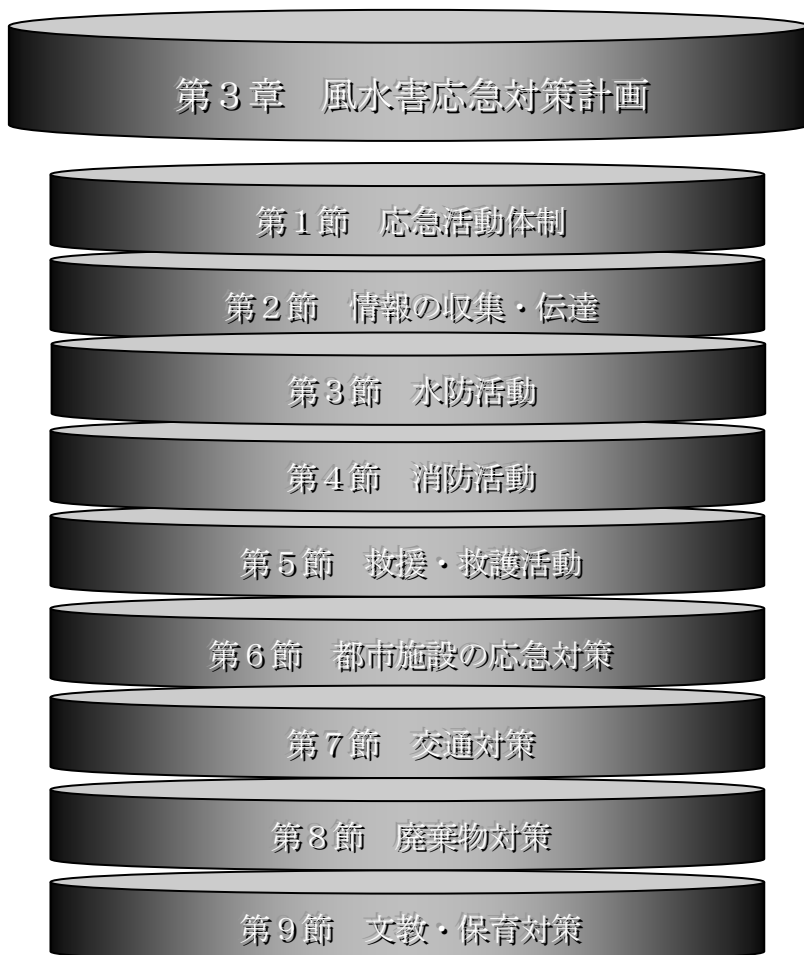 第３章　風水害応急対策計画
第１節　応急活動体制
第２節　情報の収集・伝達
第３節　水防活動
第４節　消防活動
第５節　救援・救護活動
第６節　都市施設の応急対策
第７節　交通対策
第８節　廃棄物対策
第９節　文教・保育対策